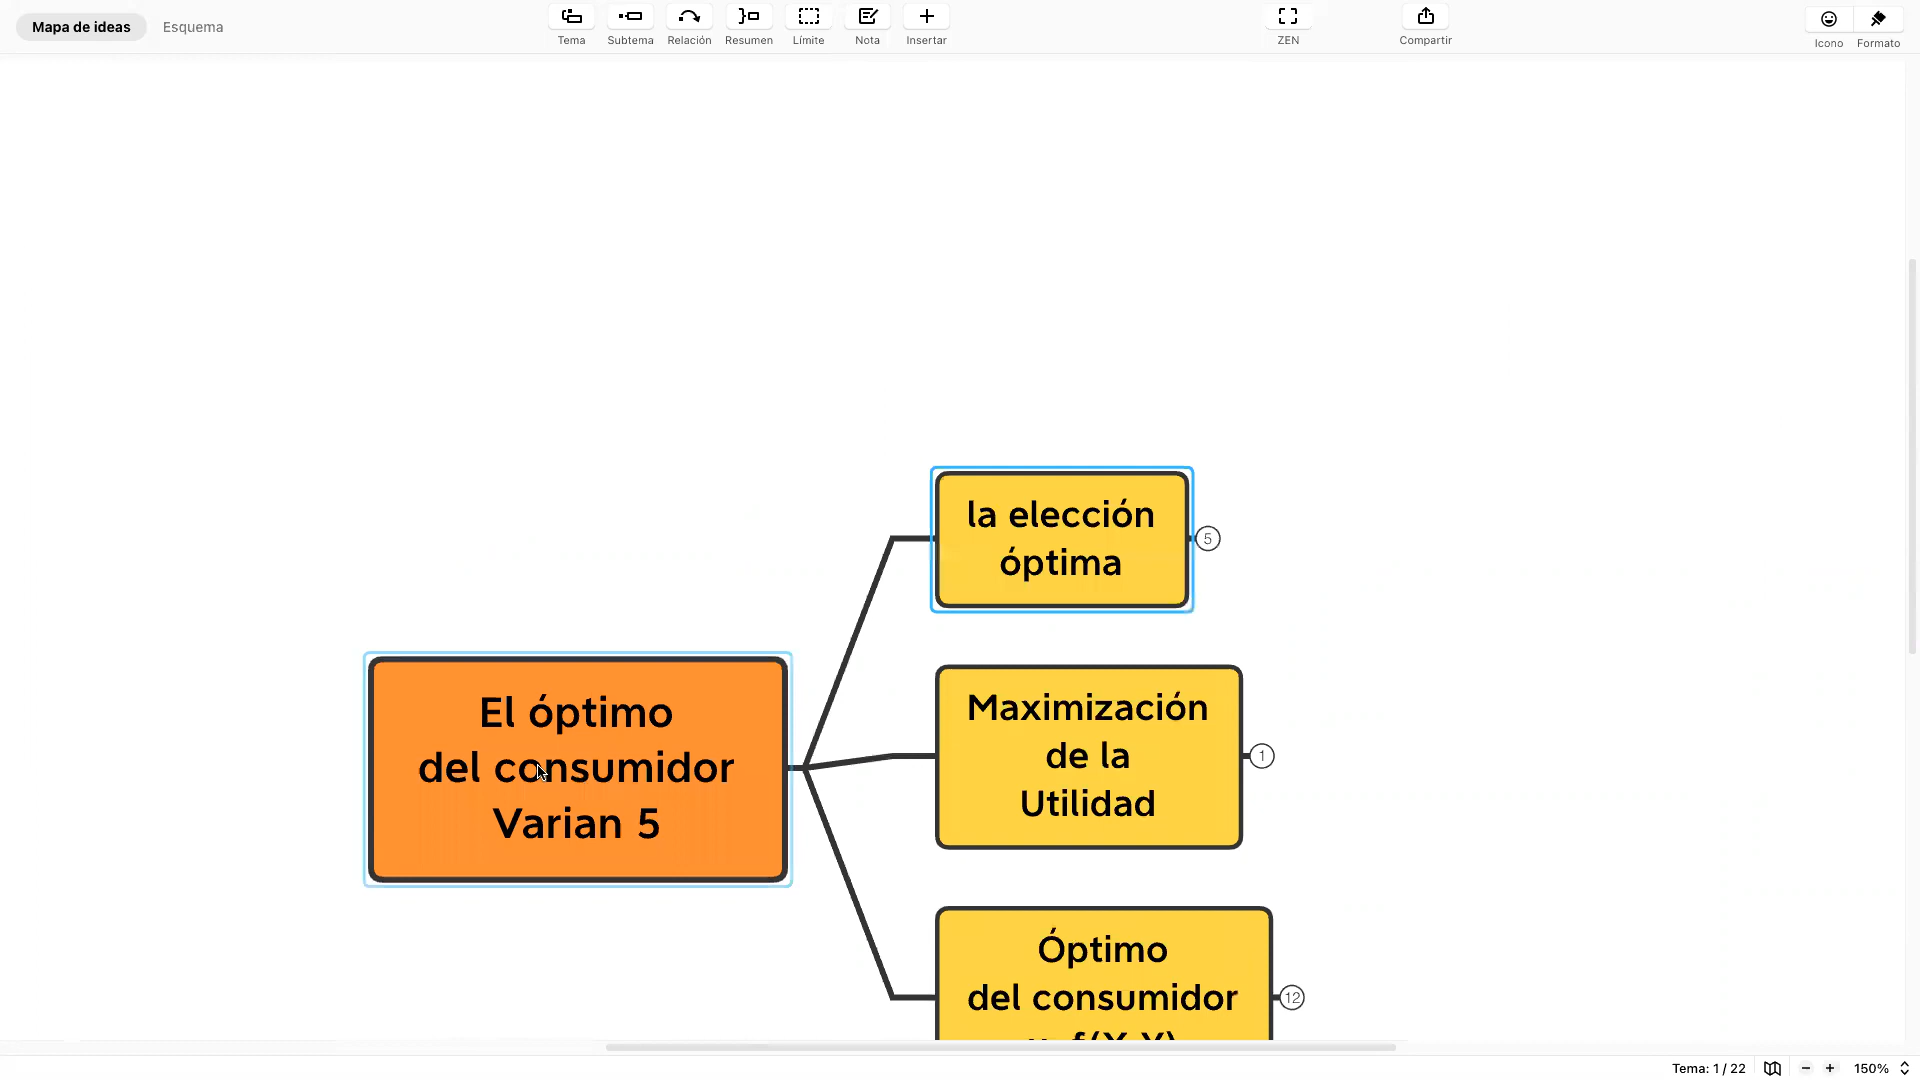 Mapa de ideas
Esquema
Tema
Subtema
Relación
Resumen
Límite
Nota
Insertar
ZEN
Compartir
Icono
Formato
la elección
óptima
5
El óptimo
del consumidor
Varian 5
Maximización
de la
Utilidad
1
Óptimo
del consumidor
12
Tema: 1 / 22
150%